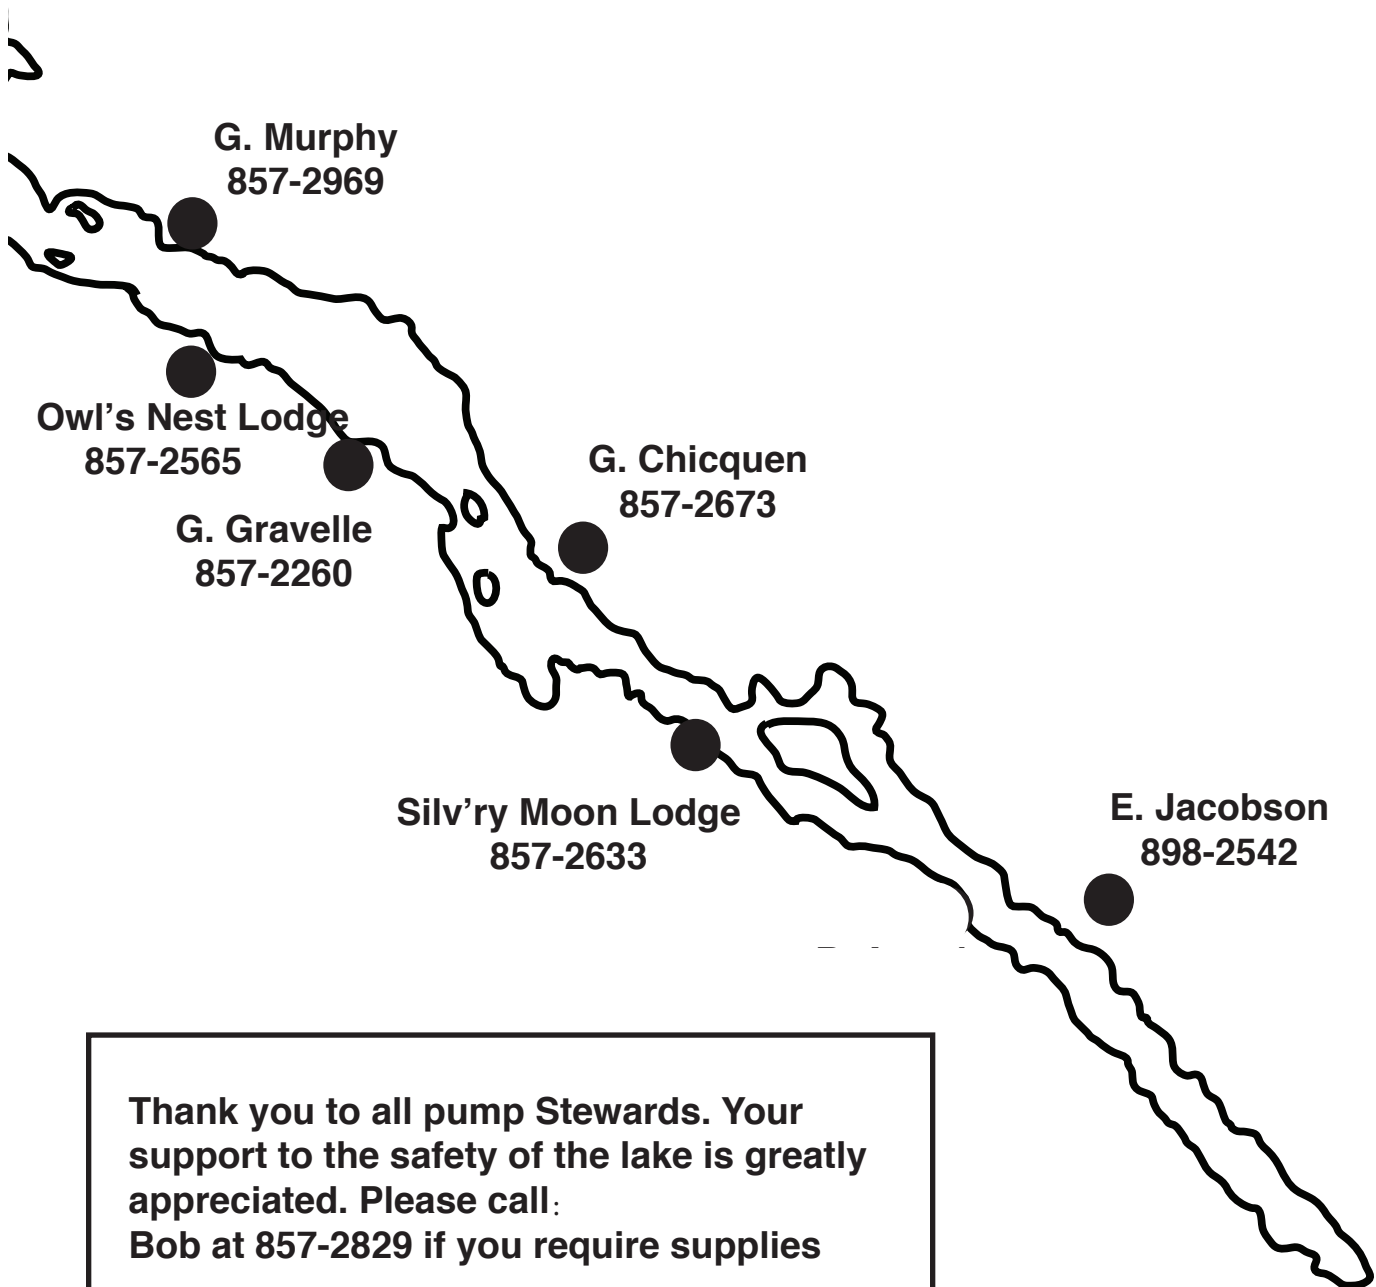 G. Murphy
857-2969
Owl’s Nest Lodge
857-2565
G. Gravelle
857-2260
G. Chicquen
857-2673
Silv’ry Moon Lodge
857-2633
E. Jacobson
898-2542
Thank you to all pump Stewards. Your
support to the safety of the lake is greatly
appreciated. Please call:
Bob at 857-2829 if you require supplies